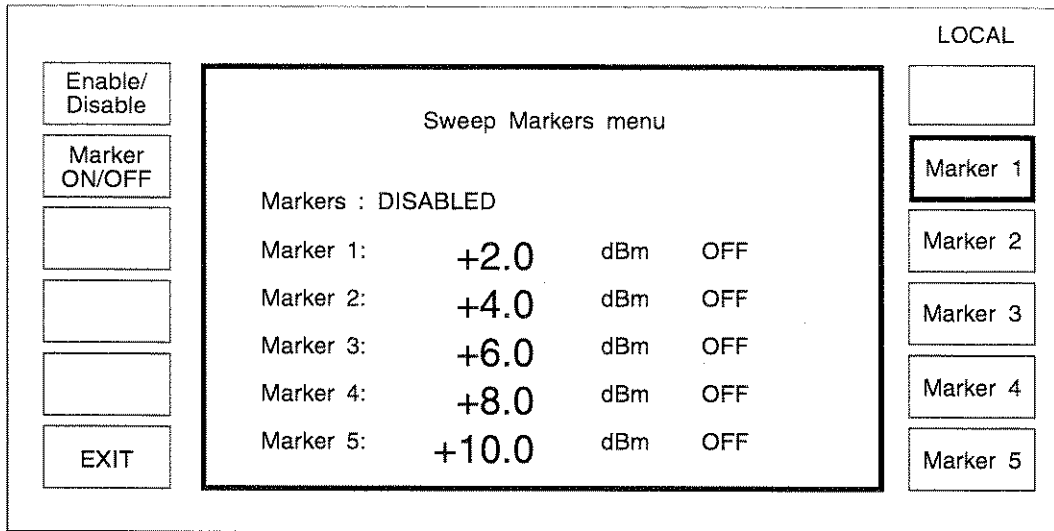 LOCAL
Enable/
Disable
Marker
ON/OFF
EXIT
Sweep Markers menu
Markers : DISABLED
Marker 1: +2.0 dBm OFF
Marker 2: +4.0 dBm OFF
Marker 3: +6.0 dBm OFF
Marker 4: +8.0 dBm OFF
Marker 5: +10.0 dBm OFF
Marker 1
Marker 2
Marker 3
Marker 4
Marker 5